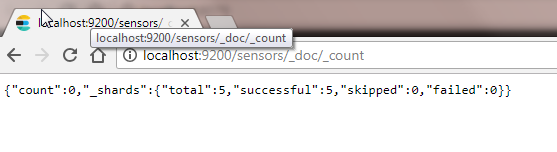 localhost:9200/sensors/_
localhost:9200/sensors/_doc/_count
localhost:9200/sensors/_doc/_count
{"count":0,"_shards":{"total":5,"successful":5,"skipped":0,"failed":0}}